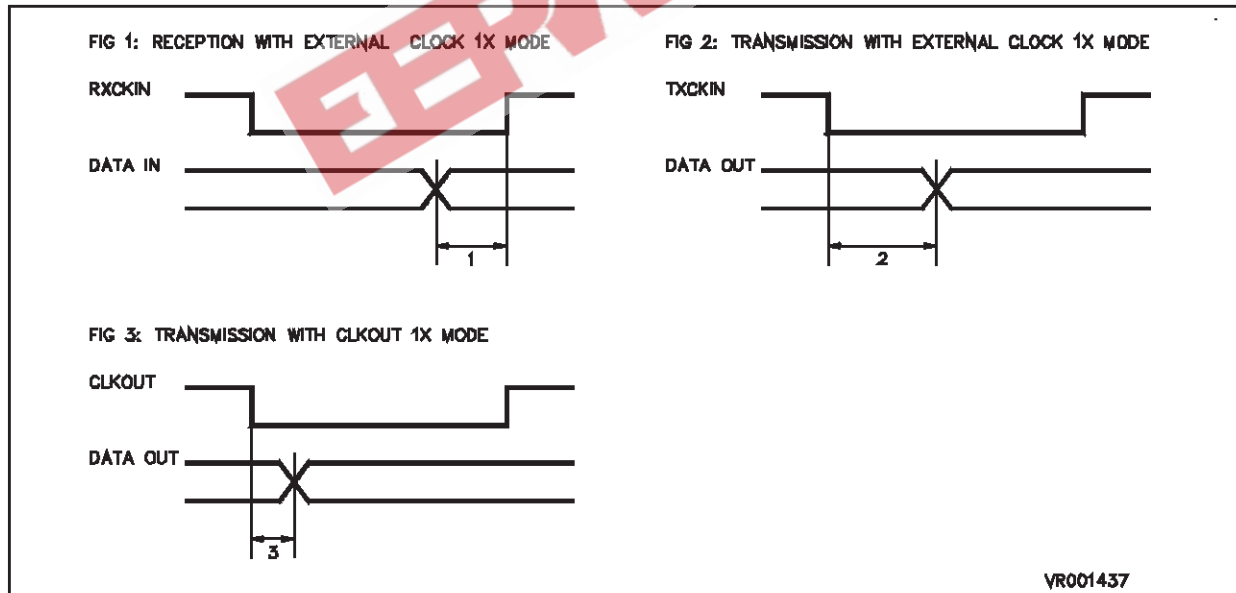 FIG 1: RECEPTION WITH EXTERNAL CLOCK 1X MODE
RXCKIN
DATA IN
1
FIG 2: TRANSMISSION WITH EXTERNAL CLOCK 1X MODE
TXCKIN
DATA OUT
2
FIG 3: TRANSMISSION WITH CLKOUT 1X MODE
CLKOUT
DATA OUT
3
VR001437